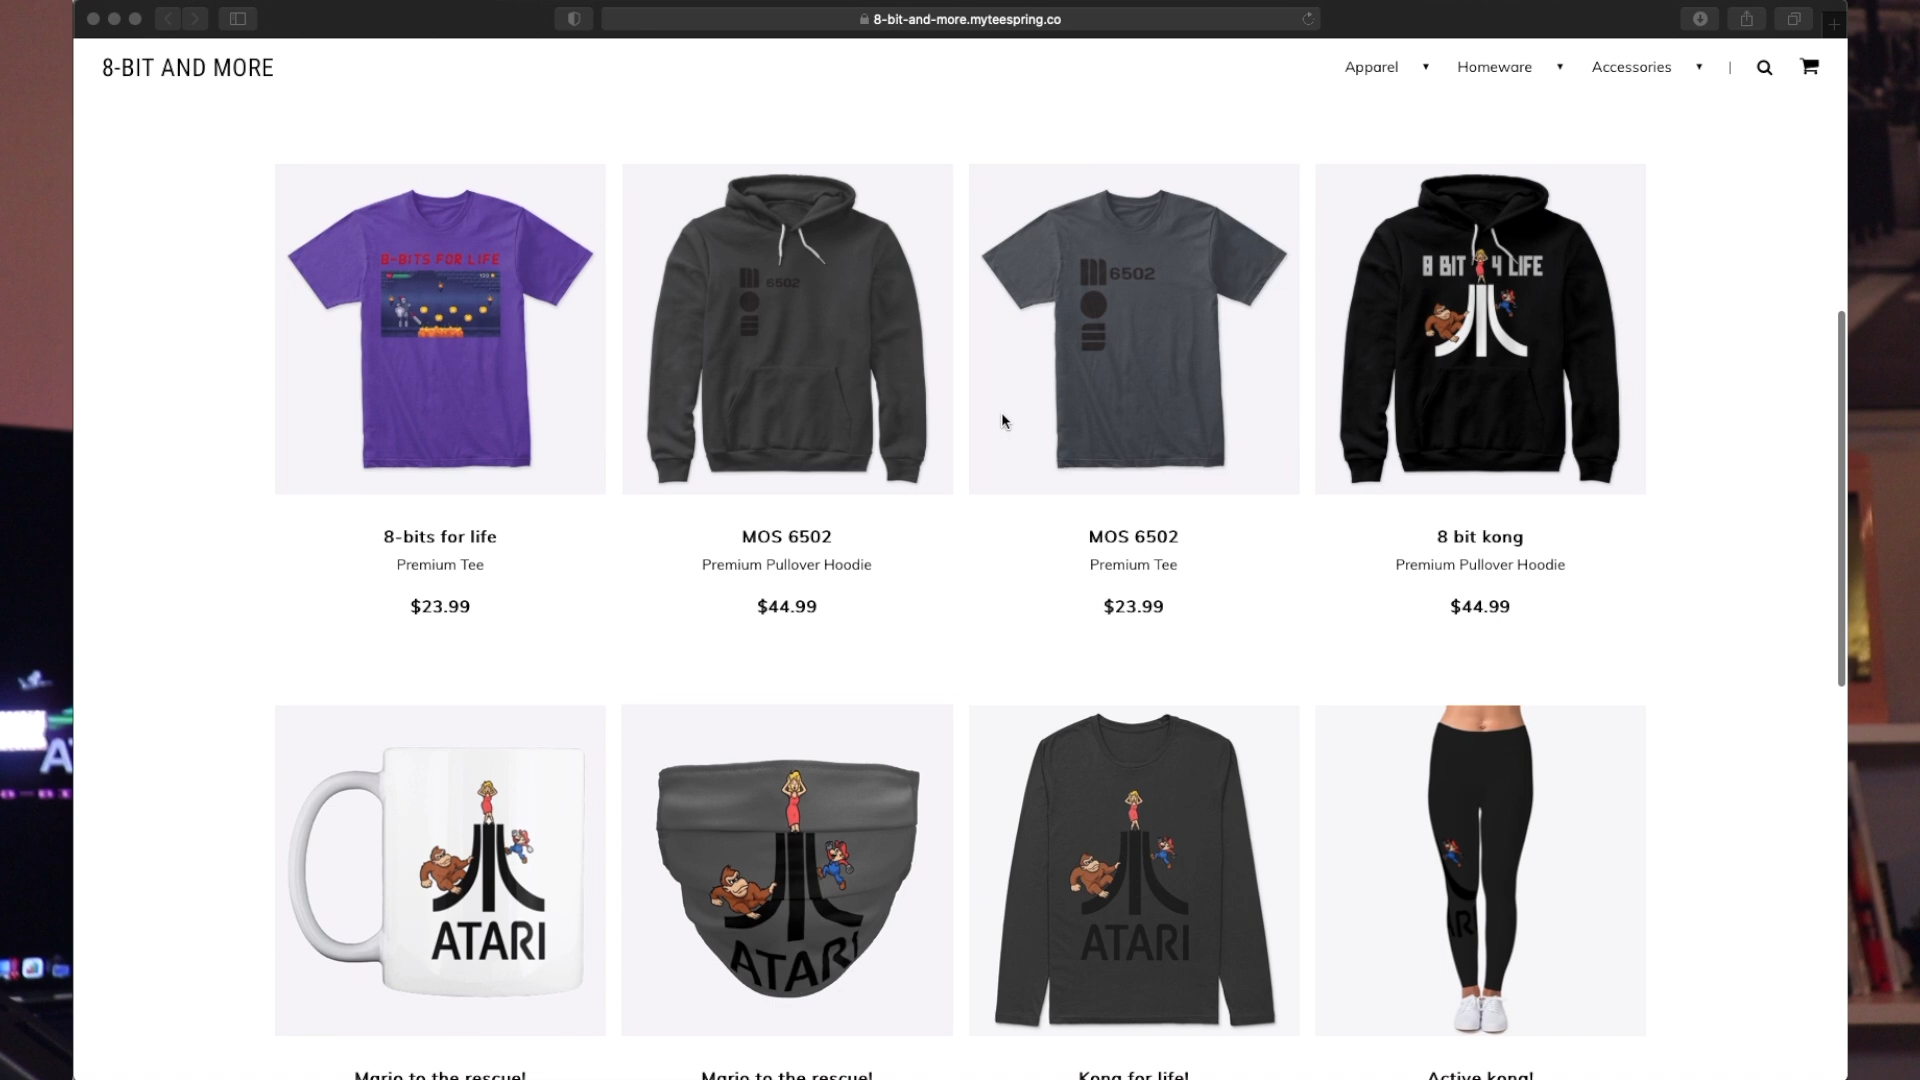 8-bit-and-more.myteespring.co
8-BIT AND MORE
Apparel
Homeware
Accessories
8-BITS FOR LIFE
MOS 6502
MOS 6502
8 BIT 4 LIFE
8-bits for life
MOS 6502
MOS 6502
8 bit kong
Premium Tee
Premium Pullover Hoodie
Premium Tee
Premium Pullover Hoodie
$23.99
$44.99
$23.99
$44.99
ATARI
ATARI
ATARI
Mario to the rescue!
Mario to the rescue!
Kong for life!
Active kong!